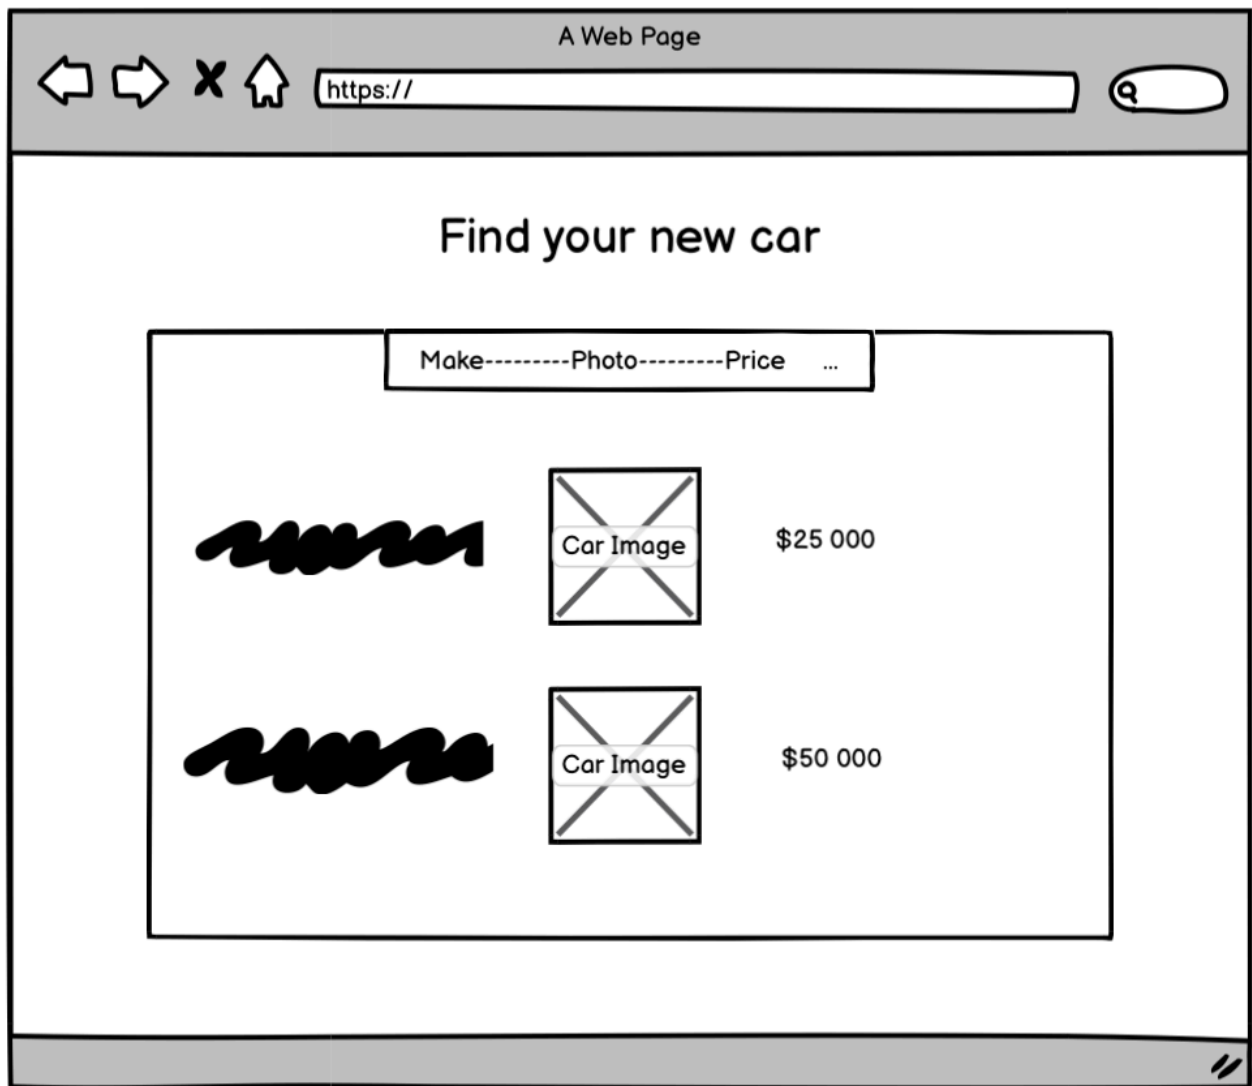 A Web Page
https://
Find your new car
Make---------Photo---------Price ...
Car Image $25 000
Car Image $50 000